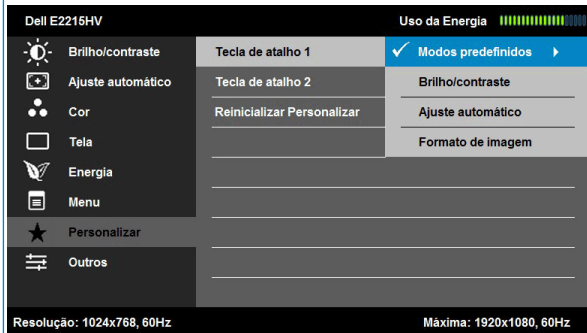 Dell E2215HV Uso da Energia
Brilho/contraste Tecla de atalho 1 Modos predefinidos
Ajuste automático Tecla de atalho 2 Brilho/contraste
Cor Reinicializar Personalizar Ajuste automático
Tela Formato de imagem
Energia
Menu
Personalizar
Outros
Resolução: 1024x768, 60Hz Máxima: 1920x1080, 60Hz